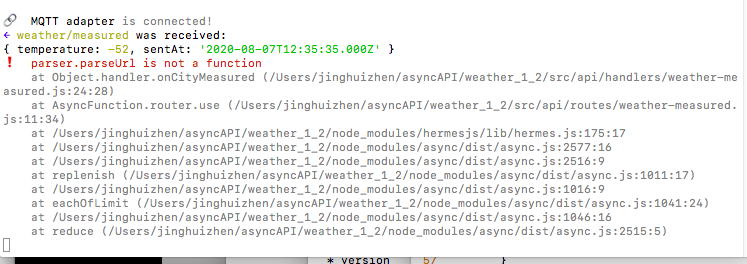 MQTT adapter is connected!
← weather/measured was received:
{ temperature: -52, sentAt: '2020-08-07T12:35:35.000Z' }
! parser.parseUrl is not a function
at Object.handler.onCityMeasured (/Users/jinghuizhen/asyncAPI/weather_1_2/src/api/handlers/weather-me
asured.js:24:28)
at AsyncFunction.router.use (/Users/jinghuizhen/asyncAPI/weather_1_2/src/api/routes/weather-measured.
js:11:34)
at /Users/jinghuizhen/asyncAPI/weather_1_2/node_modules/hermesjs/lib/hermes.js:175:17
at /Users/jinghuizhen/asyncAPI/weather_1_2/node_modules/async/dist/async.js:2577:16
at /Users/jinghuizhen/asyncAPI/weather_1_2/node_modules/async/dist/async.js:2516:9
at replenish (/Users/jinghuizhen/asyncAPI/weather_1_2/node_modules/async/dist/async.js:1011:17)
at /Users/jinghuizhen/asyncAPI/weather_1_2/node_modules/async/dist/async.js:1016:9
at eachOfLimit (/Users/jinghuizhen/asyncAPI/weather_1_2/node_modules/async/dist/async.js:1041:24)
at /Users/jinghuizhen/asyncAPI/weather_1_2/node_modules/async/dist/async.js:1046:16
at reduce (/Users/jinghuizhen/asyncAPI/weather_1_2/node_modules/async/dist/async.js:2515:5)
* version 57 }